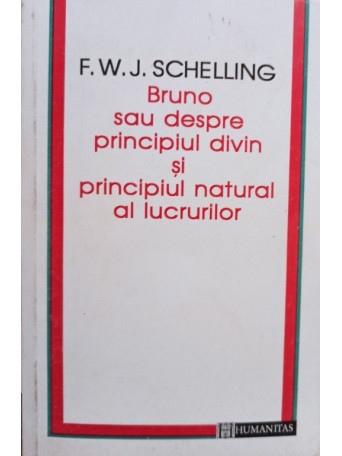 F. W. J. SCHELLING
Bruno
sau despre
principiul divin
și
principiul natural
al lucrurilor
HUMANITAS